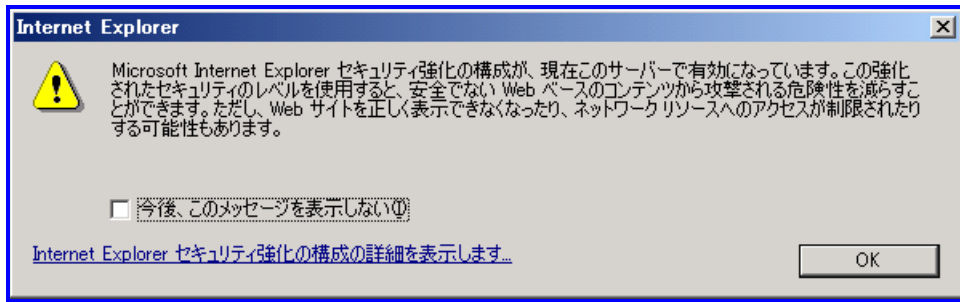 Internet Explorer
Microsoft Internet Explorer セキュリティ強化の構成が、現在このサーバーで有効になっています。この強化
されたセキュリティのレベルを使用すると、安全でない Web ベースのコンテンツから攻撃される危険性を減らすこ
とができます。ただし、Web サイトを正しく表示できなくなったり、ネットワーク リソースへのアクセスが制限されたり
する可能性もあります。
今後、このメッセージを表示しない(I)
Internet Explorer セキュリティ強化の構成の詳細を表示します...
OK